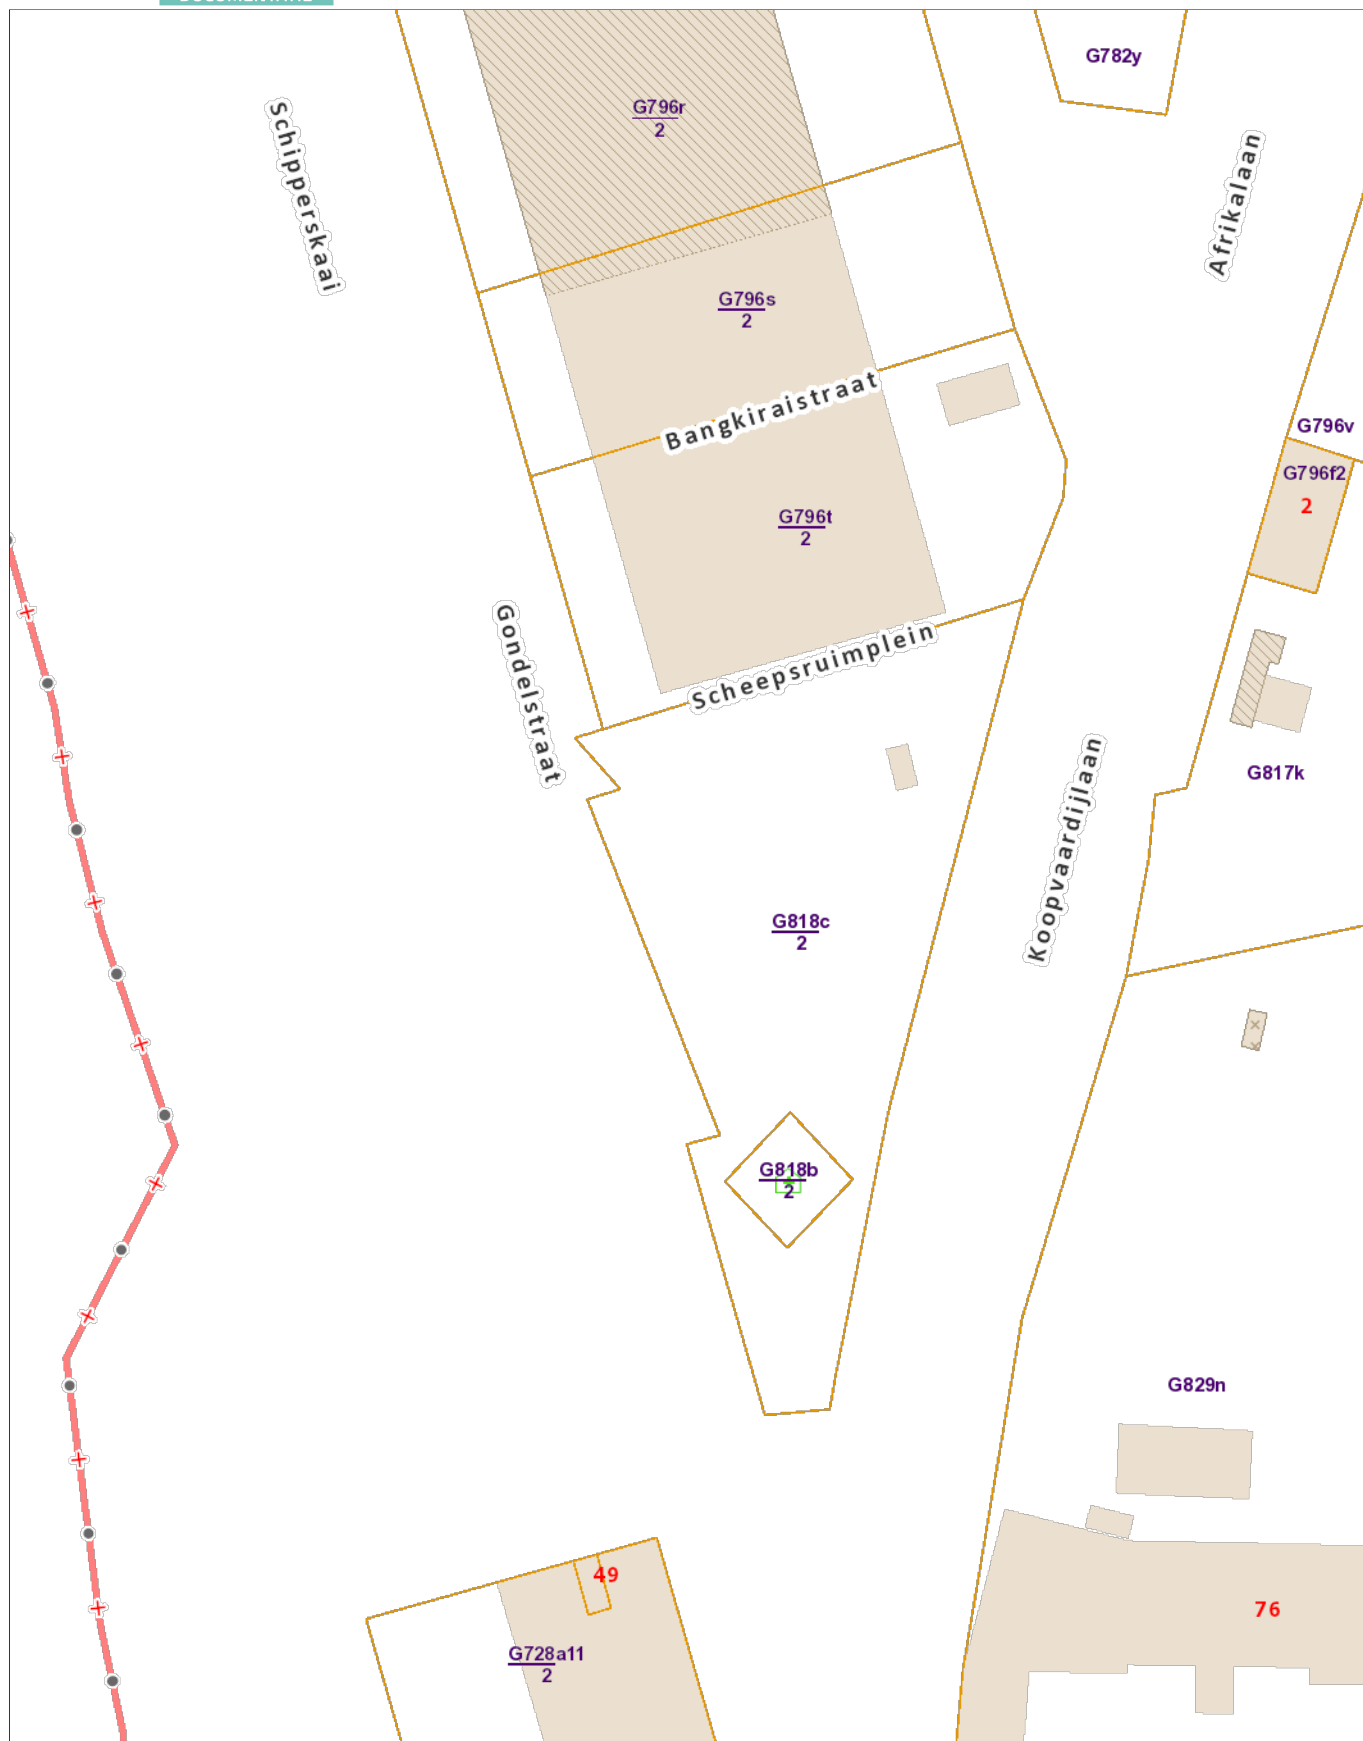 G782y
G796r
2
Schipperskaai
Afrikalaan
G796s
2
Bangkiraistraat
G796v
G796f2
2
G796t
2
Gondelstraat
Scheepsruimplein
Koopvaardijlaan
G817k
G818c
2
G818b
2
G829n
49
76
G728a11
2